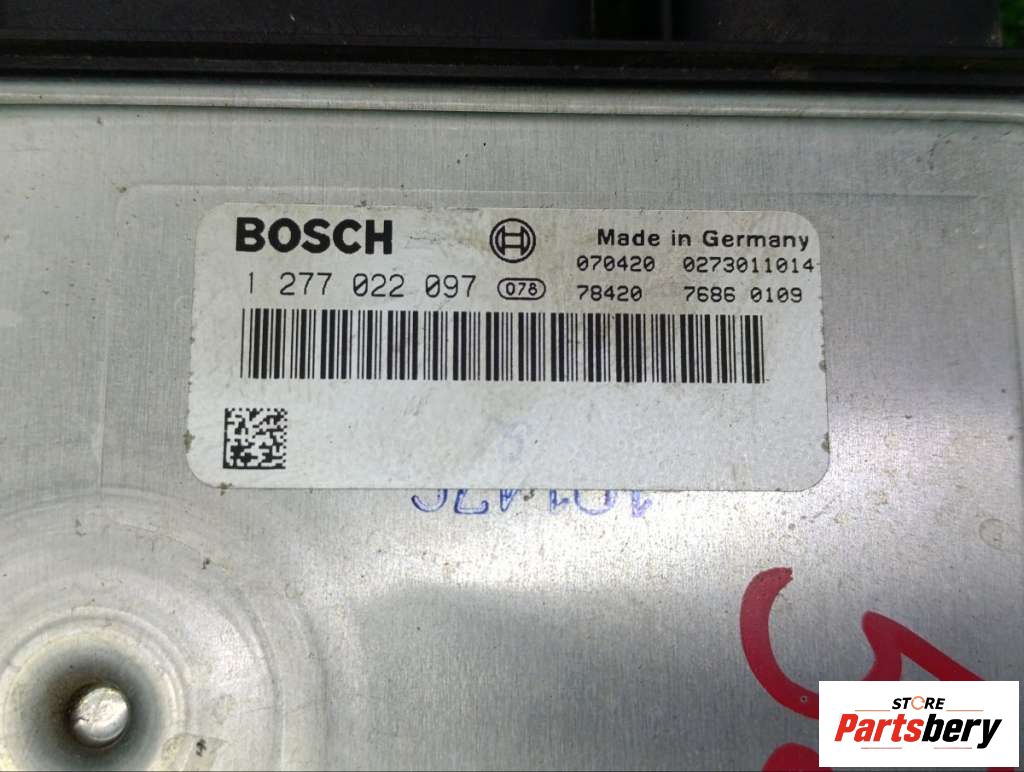 BOSCH
Made in Germany
070420 0273011014
1 277 022 097 078
78420 7686 0109
STORE
Partsbery